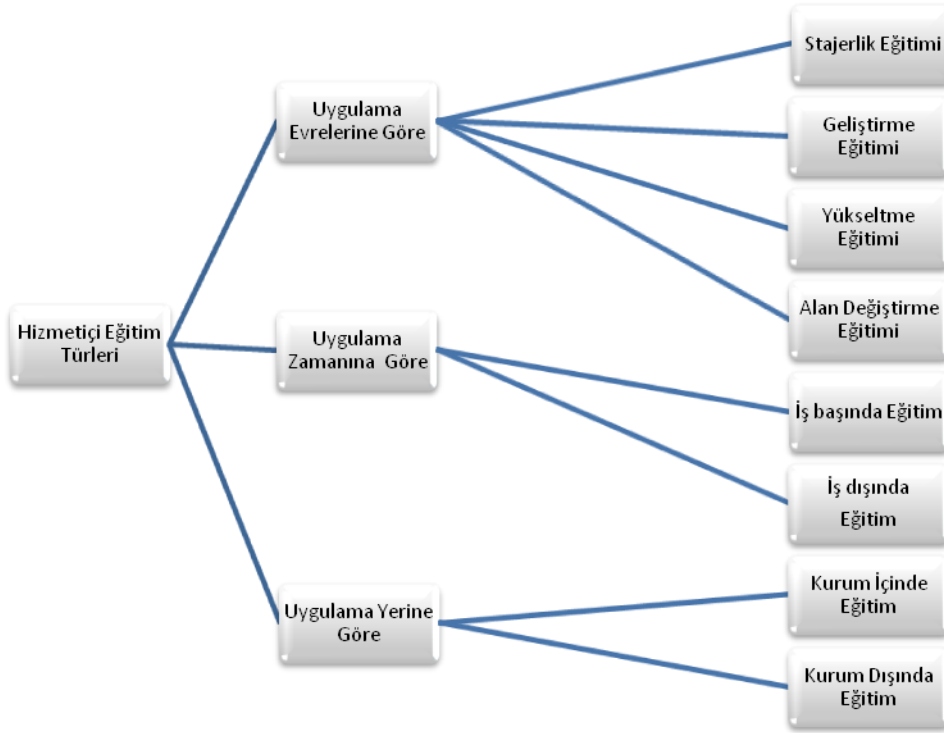 Hizmetiçi Eğitim
Türleri
Uygulama
Evrelerine Göre
Stajerlik Eğitimi
Geliştirme
Eğitimi
Yükseltme
Eğitimi
Alan Değiştirme
Eğitimi
Uygulama
Zamanına Göre
İş başında Eğitim
İş dışında
Eğitim
Uygulama Yerine
Göre
Kurum İçinde
Eğitim
Kurum Dışında
Eğitim